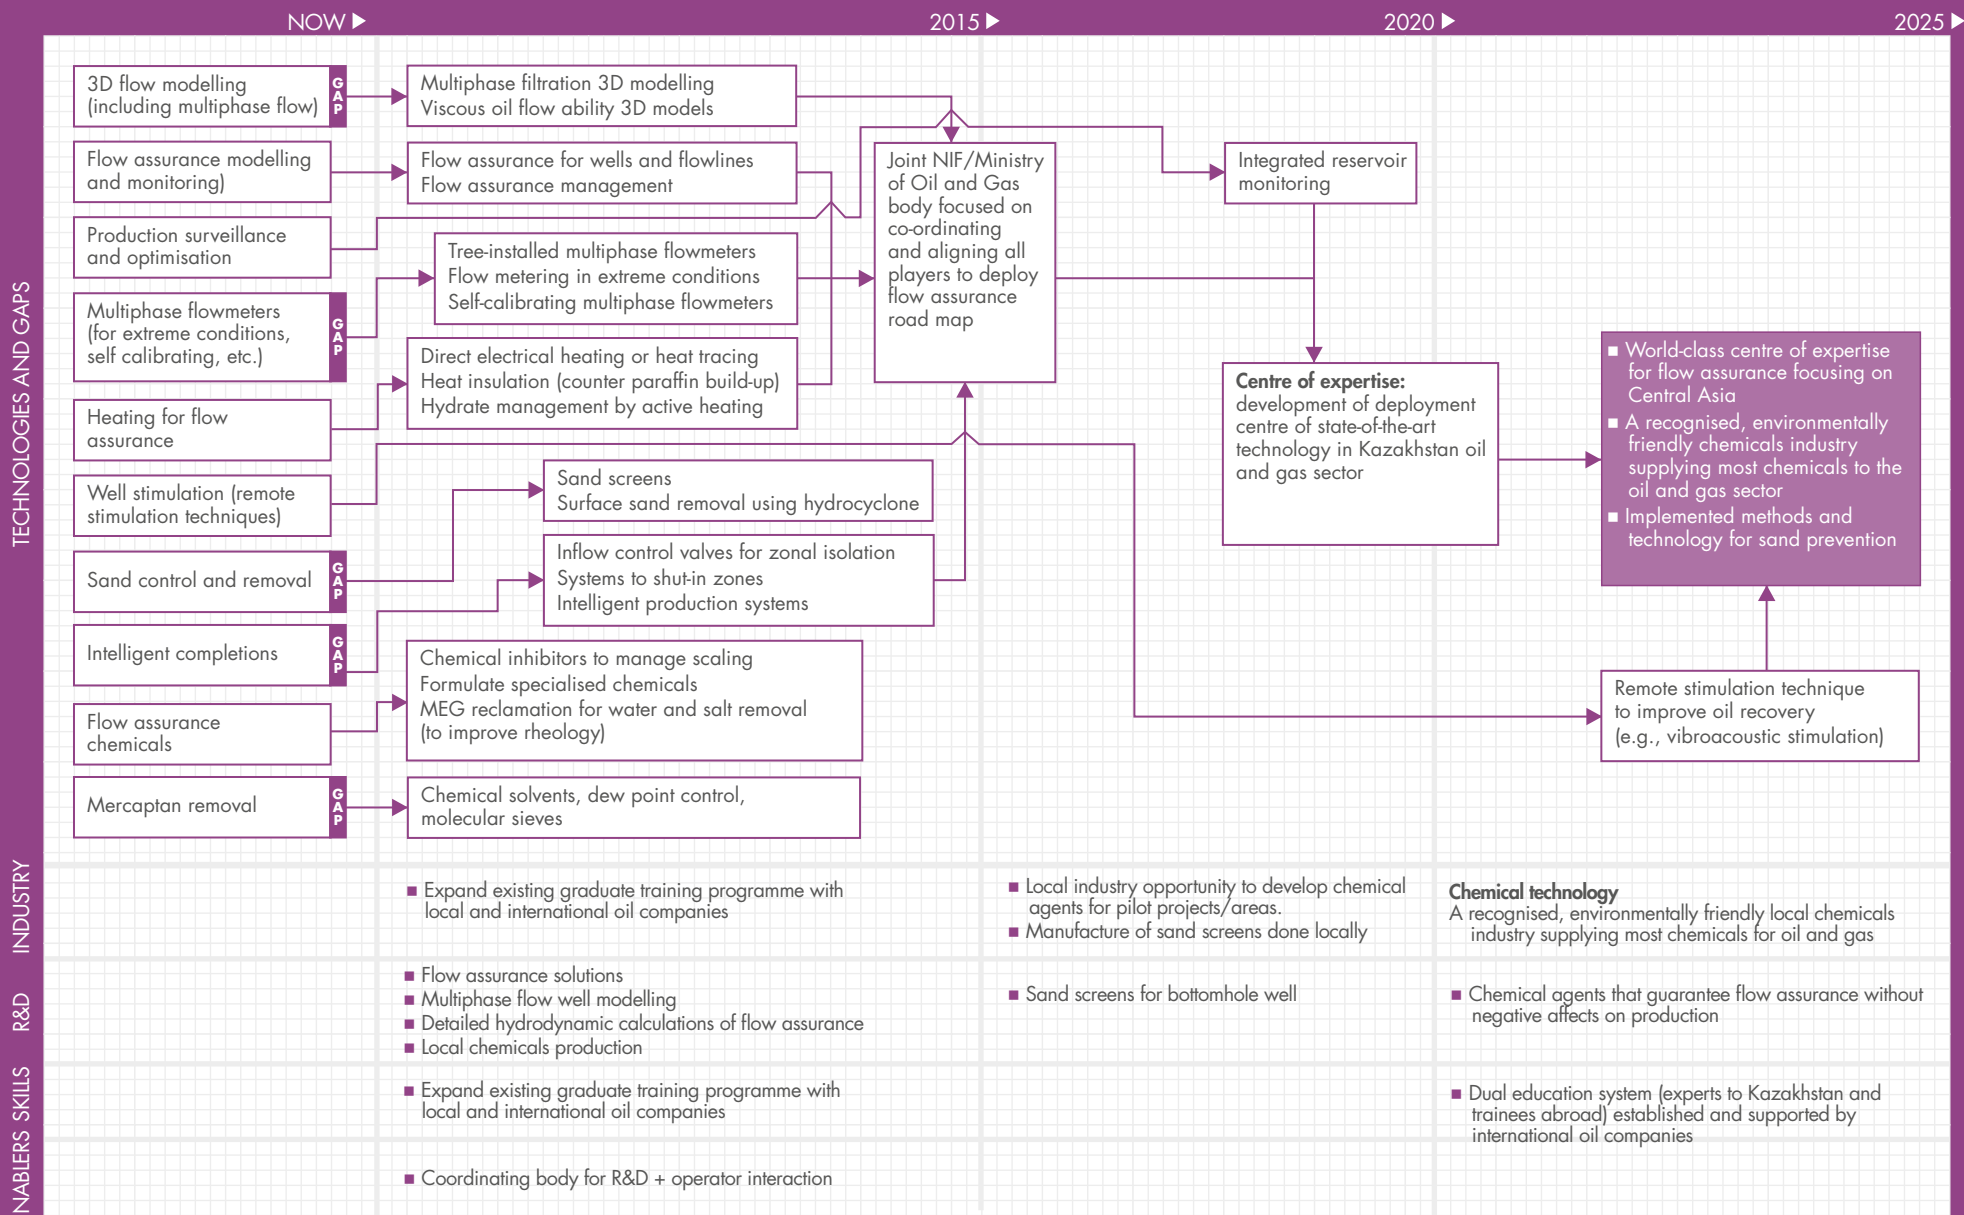 NOW
2015
2020
2025
TECHNOLOGIES AND GAPS
3D flow modelling
(including multiphase flow)
GAP
Flow assurance modelling
and monitoring)
Production surveillance
and optimisation
Multiphase flowmeters
(for extreme conditions,
self calibrating, etc.)
GAP
Heating for flow
assurance
Well stimulation (remote
stimulation techniques)
Sand control and removal
GAP
Intelligent completions
GAP
Flow assurance
chemicals
Mercaptan removal
GAP
Multiphase filtration 3D modelling
Viscous oil flow ability 3D models
Flow assurance for wells and flowlines
Flow assurance management
Tree-installed multiphase flowmeters
Flow metering in extreme conditions
Self-calibrating multiphase flowmeters
Direct electrical heating or heat tracing
Heat insulation (counter paraffin build-up)
Hydrate management by active heating
Sand screens
Surface sand removal using hydrocyclone
Inflow control valves for zonal isolation
Systems to shut-in zones
Intelligent production systems
Chemical inhibitors to manage scaling
Formulate specialised chemicals
MEG reclamation for water and salt removal
(to improve rheology)
Chemical solvents, dew point control,
molecular sieves
Joint NIF/Ministry
of Oil and Gas
body focused on
co-ordinating
and aligning all
players to deploy
flow assurance
road map
Integrated reservoir
monitoring
Centre of expertise:
development of deployment
centre of state-of-the-art
technology in Kazakhstan oil
and gas sector
■ World-class centre of expertise
for flow assurance focusing on
Central Asia
■ A recognised, environmentally
friendly chemicals industry
supplying most chemicals to the
oil and gas sector
■ Implemented methods and
technology for sand prevention
Remote stimulation technique
to improve oil recovery
(e.g., vibroacoustic stimulation)
INDUSTRY
■ Expand existing graduate training programme with
local and international oil companies
■ Local industry opportunity to develop chemical
agents for pilot projects/areas.
■ Manufacture of sand screens done locally
Chemical technology
A recognised, environmentally friendly local chemicals
industry supplying most chemicals for oil and gas
R&D
■ Flow assurance solutions
■ Multiphase flow well modelling
■ Detailed hydrodynamic calculations of flow assurance
■ Local chemicals production
■ Sand screens for bottomhole well
■ Chemical agents that guarantee flow assurance without
negative affects on production
SKILLS
■ Expand existing graduate training programme with
local and international oil companies
■ Dual education system (experts to Kazakhstan and
trainees abroad) established and supported by
international oil companies
NABLERS
■ Coordinating body for R&D + operator interaction